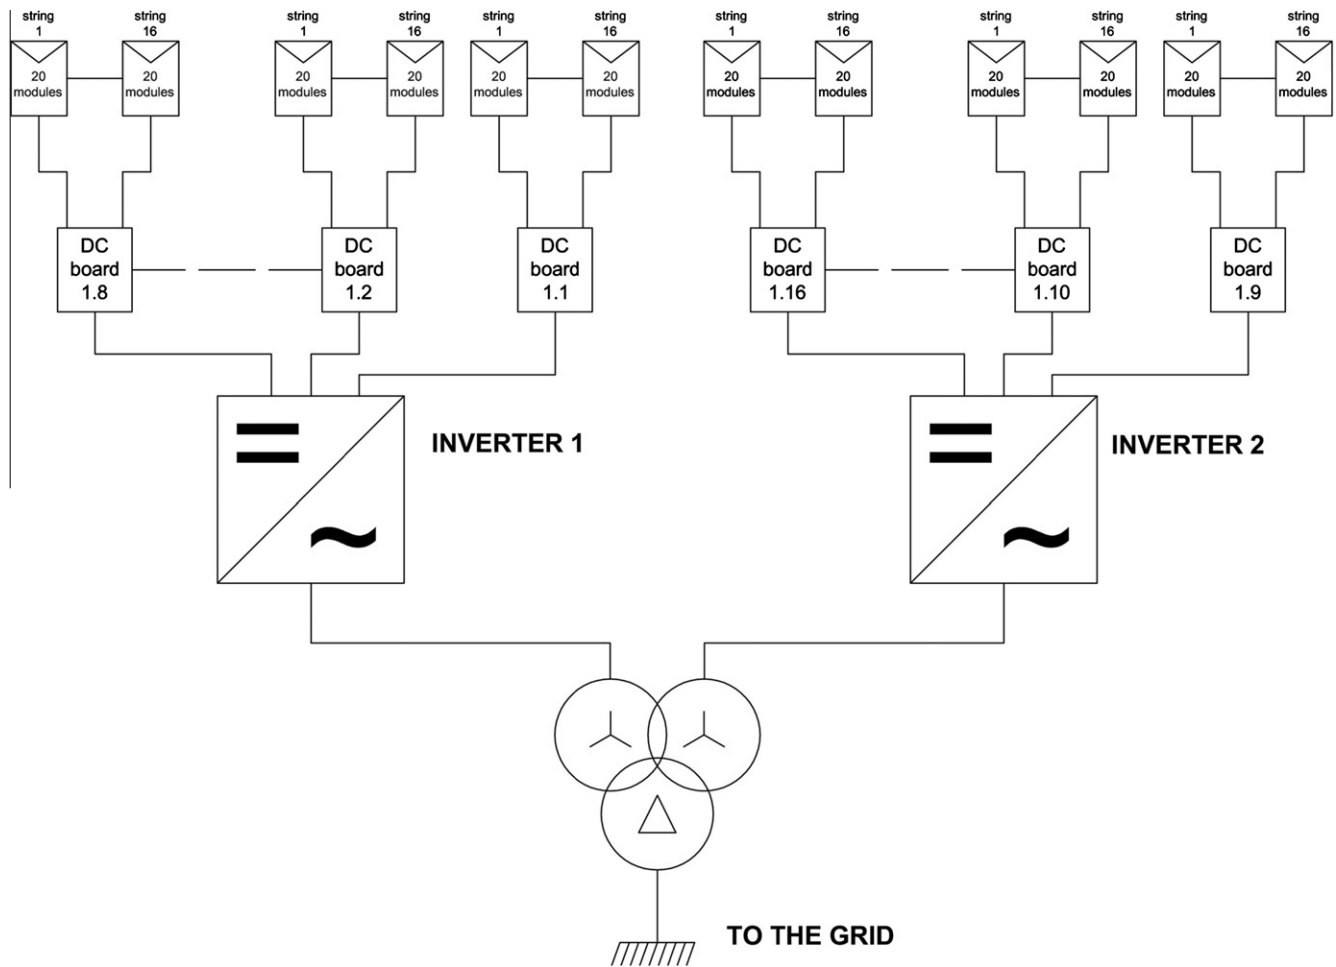 string
1
string
16
string
1
string
16
string
1
string
16
string
1
string
16
string
1
string
16
string
1
string
16
20
modules
20
modules
20
modules
20
modules
20
modules
20
modules
20
modules
20
modules
20
modules
20
modules
20
modules
20
modules
DC
board
1.8
DC
board
1.2
DC
board
1.1
DC
board
1.16
DC
board
1.10
DC
board
1.9
INVERTER 1
INVERTER 2
TO THE GRID